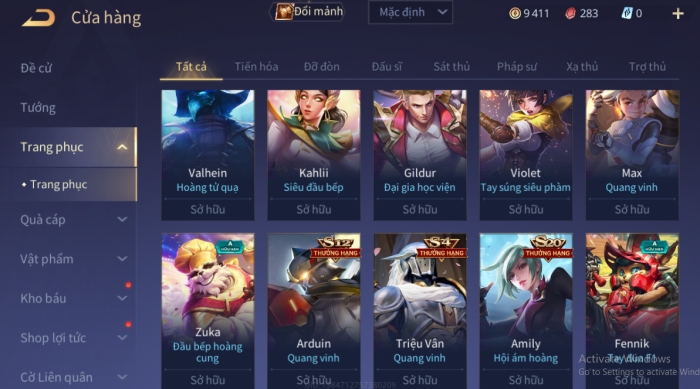 Cửa hàng
Đổi mảnh
Mặc định
9 411
283
0
Đề cử
Tướng
Trang phục
Trang phục
Quà cáp
Vật phẩm
Kho báu
Shop lợi tức
Cờ Liên quân
Tất cả
Tiến hóa
Đỡ đòn
Đấu sĩ
Sát thủ
Pháp sư
Xạ thủ
Trợ thủ
Valhein
Hoàng tử quạ
Sở hữu
Kahlii
Siêu đầu bếp
Sở hữu
Gildur
Đại gia học viện
Sở hữu
Violet
Tay súng siêu phàm
Sở hữu
Max
Quang vinh
Sở hữu
A
HỮU HẠN
Zuka
Đầu bếp hoàng
cung
S12
THƯỞNG HẠNG
Arduin
Quang vinh
Sở hữu
S47
THƯỞNG HẠNG
Triệu Vân
Quang vinh
Sở hữu
S20
THƯỞNG HẠNG
Amily
Hội ám hoàng
Sở hữu
A
HỮU HẠN
Fennik
Tay đua F1
Sở hữu
Activate Windows
Go to Settings to activate Wind